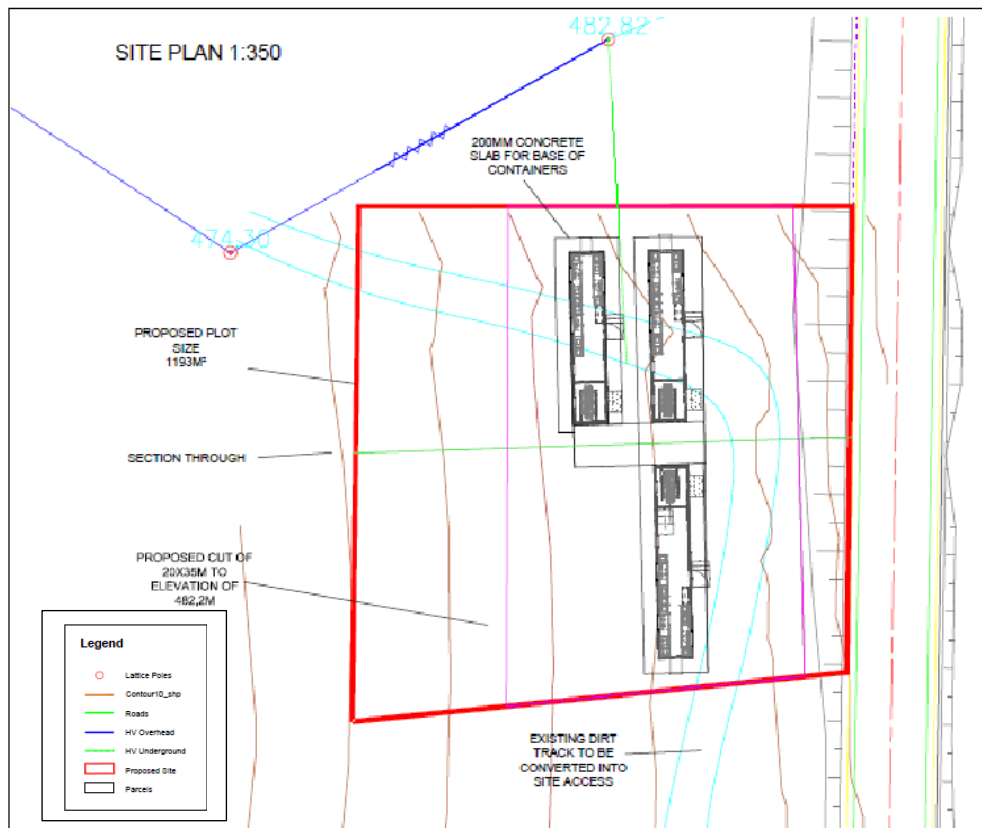 SITE PLAN 1:350
482.82
200MM CONCRETE
SLAB FOR BASE OF
CONTAINERS
474.30
PROPOSED PLOT
SIZE
1193M²
SECTION THROUGH
PROPOSED CUT OF
20X35M TO
ELEVATION OF
482,2M
EXISTING DIRT
TRACK TO BE
CONVERTED INTO
SITE ACCESS
Legend
Lattice Poles
Contour10_shp
Roads
HV Overhead
HV Underground
Proposed Site
Parcels